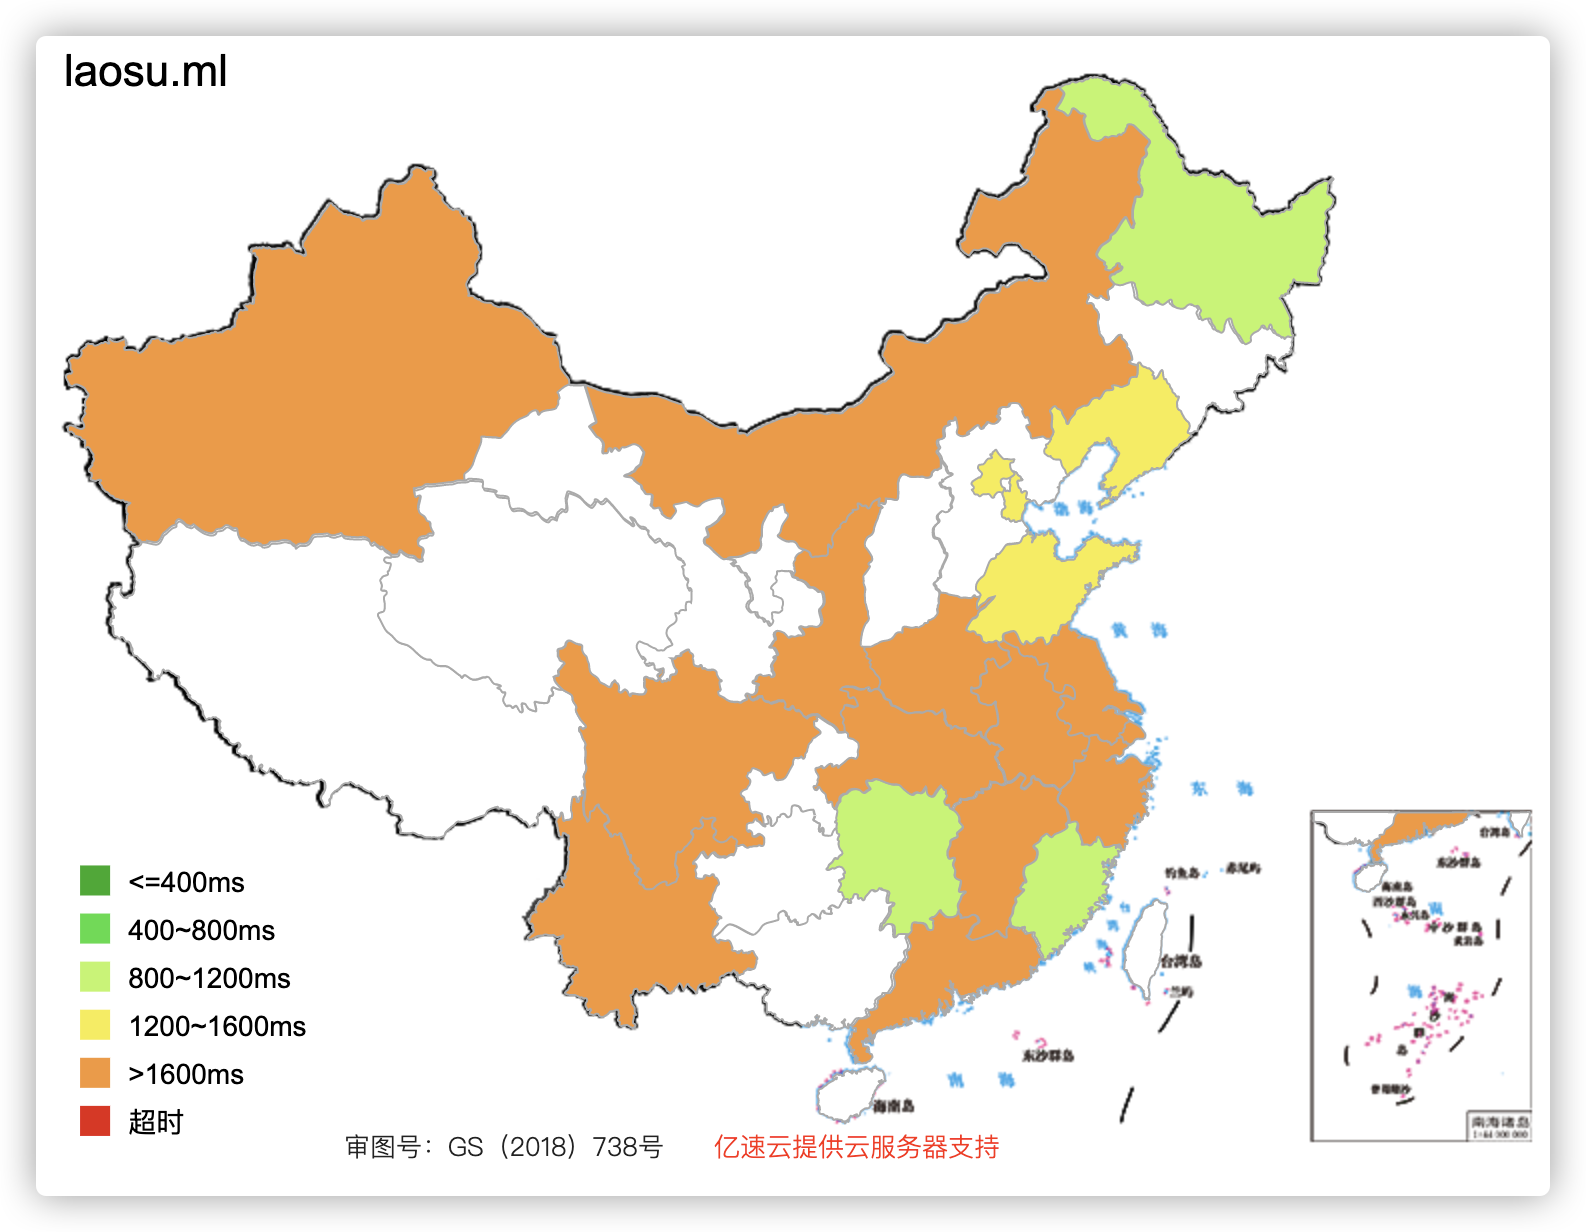 laosu.ml
渤 海
黄 海
东 海
钓鱼岛
赤尾屿
台
湾
海
峡
台湾岛
兰屿
东沙群岛
南 海
海南岛
<=400ms
400~800ms
800~1200ms
1200~1600ms
>1600ms
超时
台湾岛
东沙群岛
海南岛
西沙群岛
永兴岛
中沙群岛
黄岩岛
南
海
南
沙
群
岛
曾母暗沙
南海诸岛
审图号：GS（2018）738号
亿速云提供云服务器支持